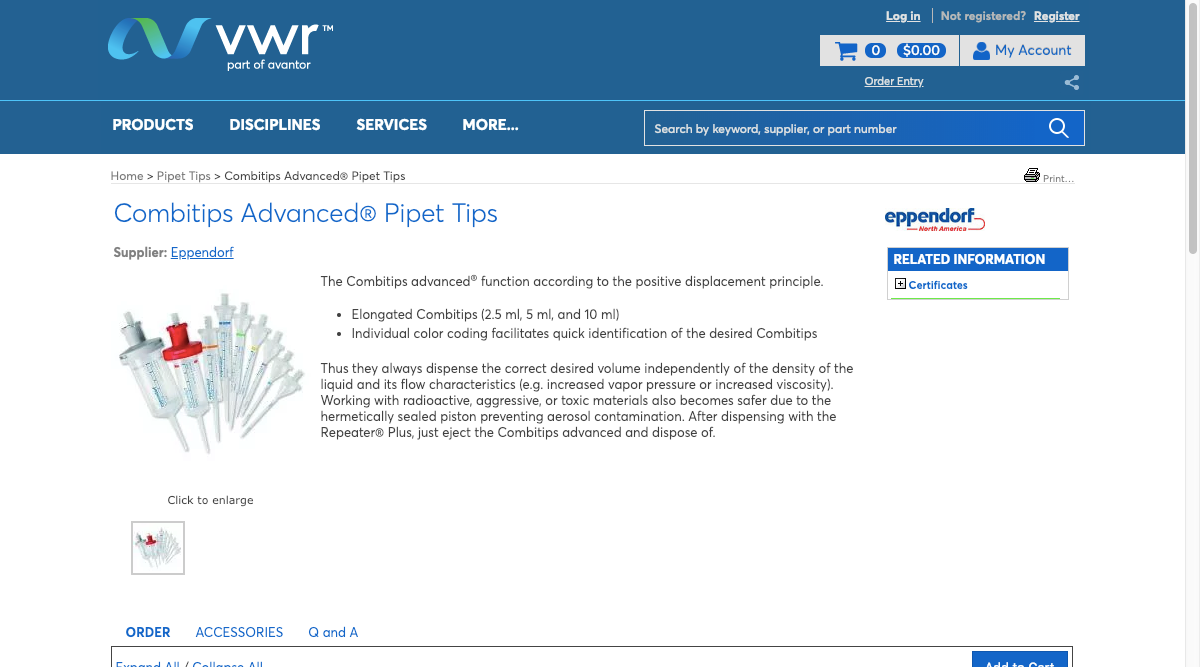 Log in
Not registered? Register
vwr™
part of avantor
0 $0.00
My Account
Order Entry
PRODUCTS DISCIPLINES SERVICES MORE...
Search by keyword, supplier, or part number
Home > Pipet Tips > Combitips Advanced® Pipet Tips
Print...
Combitips Advanced® Pipet Tips
eppendorf
North America
Supplier: Eppendorf
RELATED INFORMATION
Certificates
The Combitips advanced® function according to the positive displacement principle.
• Elongated Combitips (2.5 ml, 5 ml, and 10 ml)
• Individual color coding facilitates quick identification of the desired Combitips
Thus they always dispense the correct desired volume independently of the density of the
liquid and its flow characteristics (e.g. increased vapor pressure or increased viscosity).
Working with radioactive, aggressive, or toxic materials also becomes safer due to the
hermetically sealed piston preventing aerosol contamination. After dispensing with the
Repeater® Plus, just eject the Combitips advanced and dispose of.
Click to enlarge
ORDER ACCESSORIES Q and A
Expand All / Collapse All
Add to Cart